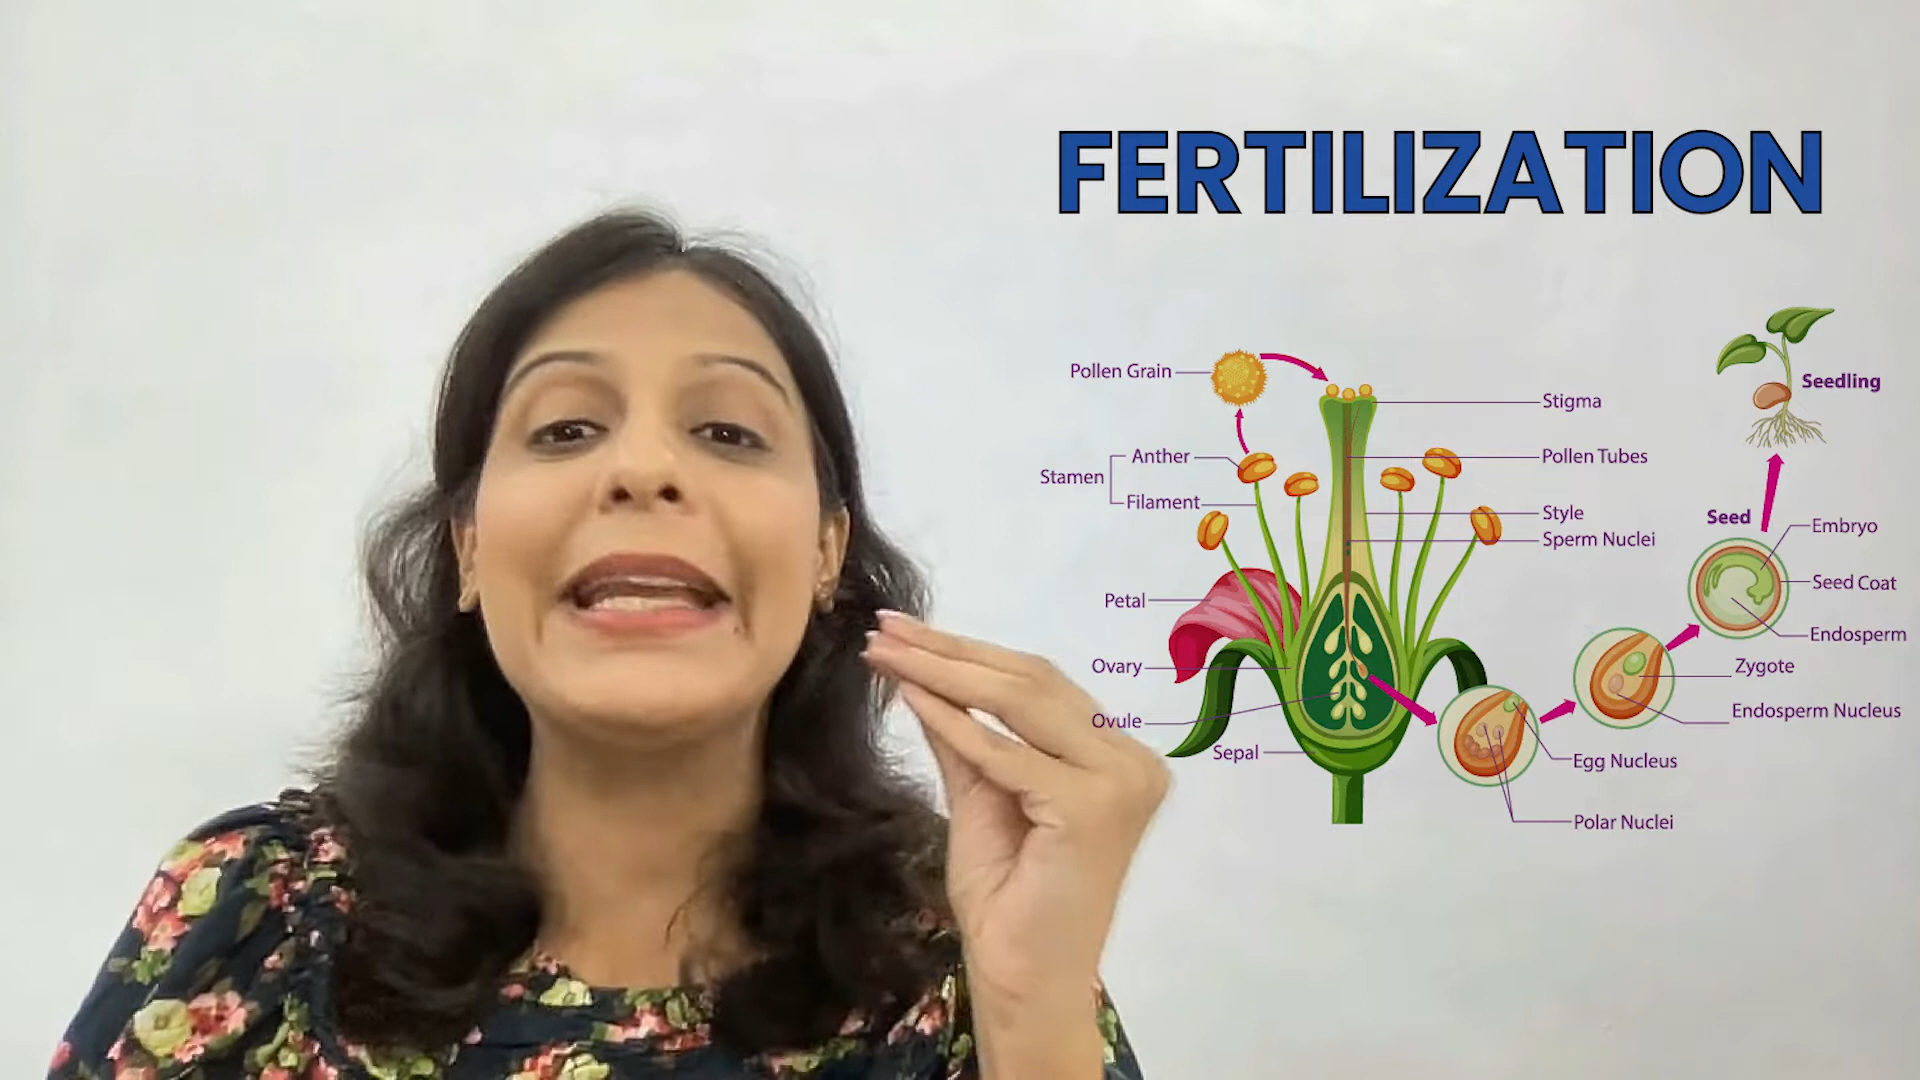 FERTILIZATION
Pollen Grain
Stigma
Seedling
Anther
Stamen
Filament
Pollen Tubes
Style
Sperm Nuclei
Seed
Embryo
Seed Coat
Endosperm
Petal
Ovary
Ovule
Sepal
Zygote
Endosperm Nucleus
Egg Nucleus
Polar Nuclei